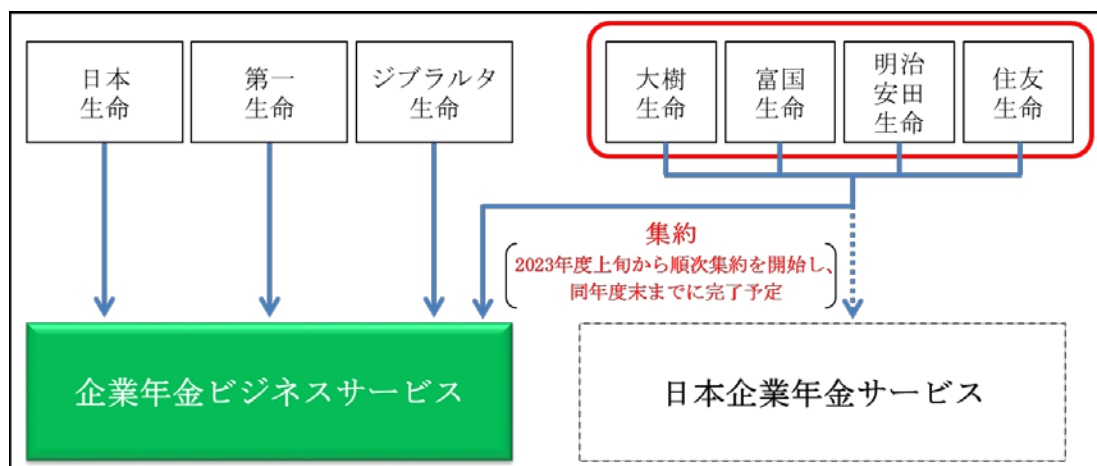 日本
生命
第一
生命
ジブラルタ
生命
大樹
生命
富国
生命
明治
安田
生命
住友
生命
集約
2023年度上旬から順次集約を開始し、
同年度末までに完了予定
企業年金ビジネスサービス
日本企業年金サービス